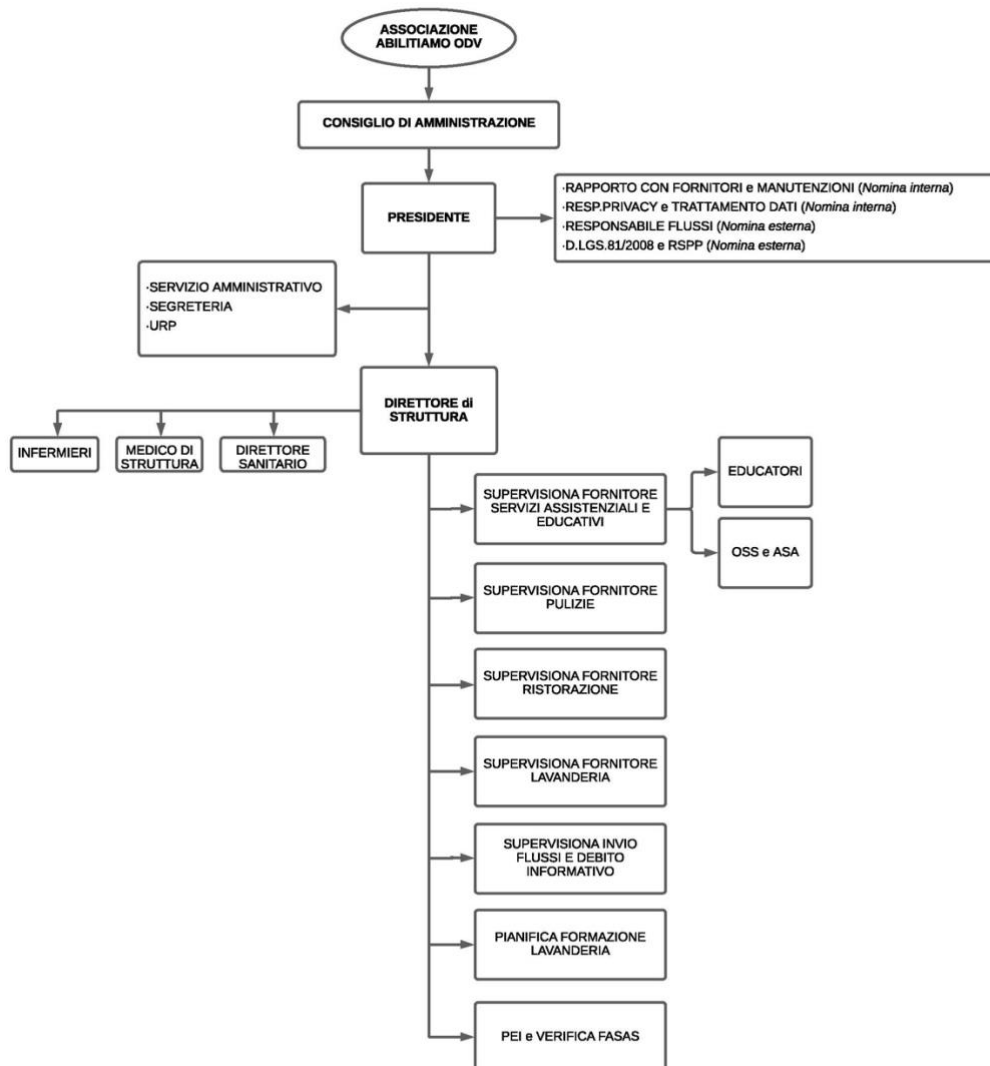 ASSOCIAZIONE
ABILITIAMO ODV
CONSIGLIO DI AMMINISTRAZIONE
PRESIDENTE
·RAPPORTO CON FORNITORI e MANUTENZIONI (Nomina interna)
·RESP.PRIVACY e TRATTAMENTO DATI (Nomina interna)
·RESPONSABILE FLUSSI (Nomina esterna)
·D.LGS.81/2008 e RSPP (Nomina esterna)
·SERVIZIO AMMINISTRATIVO
·SEGRETERIA
·URP
DIRETTORE di
STRUTTURA
INFERMIERI
MEDICO DI
STRUTTURA
DIRETTORE
SANITARIO
SUPERVISIONA FORNITORE
SERVIZI ASSISTENZIALI E
EDUCATIVI
EDUCATORI
OSS e ASA
SUPERVISIONA FORNITORE
PULIZIE
SUPERVISIONA FORNITORE
RISTORAZIONE
SUPERVISIONA FORNITORE
LAVANDERIA
SUPERVISIONA INVIO
FLUSSI E DEBITO
INFORMATIVO
PIANIFICA FORMAZIONE
LAVANDERIA
PEI e VERIFICA FASAS